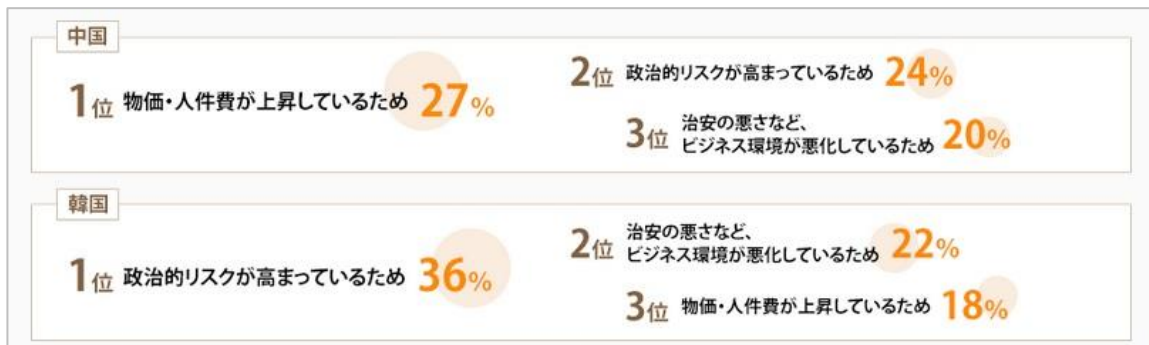 中国
1位 物価・人件費が上昇しているため 27%
2位 政治的リスクが高まっているため 24%
3位 治安の悪さなど、
ビジネス環境が悪化しているため 20%
韓国
1位 政治的リスクが高まっているため 36%
2位 治安の悪さなど、
ビジネス環境が悪化しているため 22%
3位 物価・人件費が上昇しているため 18%